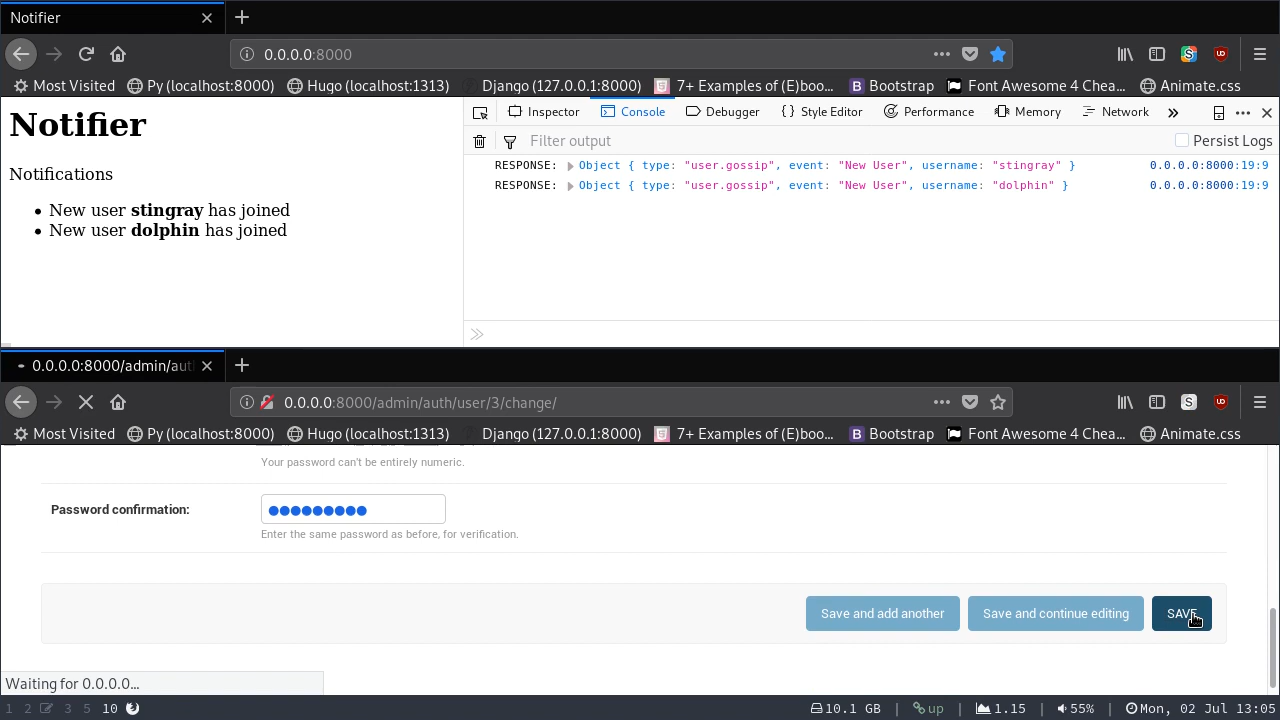 Notifier
0.0.0.0:8000
Most Visited Py (localhost:8000) Hugo (localhost:1313) Django (127.0.0.1:8000) 7+ Examples of (E)boo... Bootstrap Font Awesome 4 Chea... Animate.css
Notifier
Notifications
New user stingray has joined
New user dolphin has joined
Inspector Console Debugger Style Editor Performance Memory Network
Filter output Persist Logs
RESPONSE: Object { type: "user.gossip", event: "New User", username: "stingray" } 0.0.0.0:8000:19:9
RESPONSE: Object { type: "user.gossip", event: "New User", username: "dolphin" } 0.0.0.0:8000:19:9
0.0.0.0:8000/admin/aut
0.0.0.0:8000/admin/auth/user/3/change/
Most Visited Py (localhost:8000) Hugo (localhost:1313) Django (127.0.0.1:8000) 7+ Examples of (E)boo... Bootstrap Font Awesome 4 Chea... Animate.css
Your password can't be entirely numeric.
Password confirmation:
Enter the same password as before, for verification.
Save and add another Save and continue editing SAVE
Waiting for 0.0.0.0...
1 2 3 5 10 10.1 GB | up | 1.15 | 55% | Mon, 02 Jul 13:05